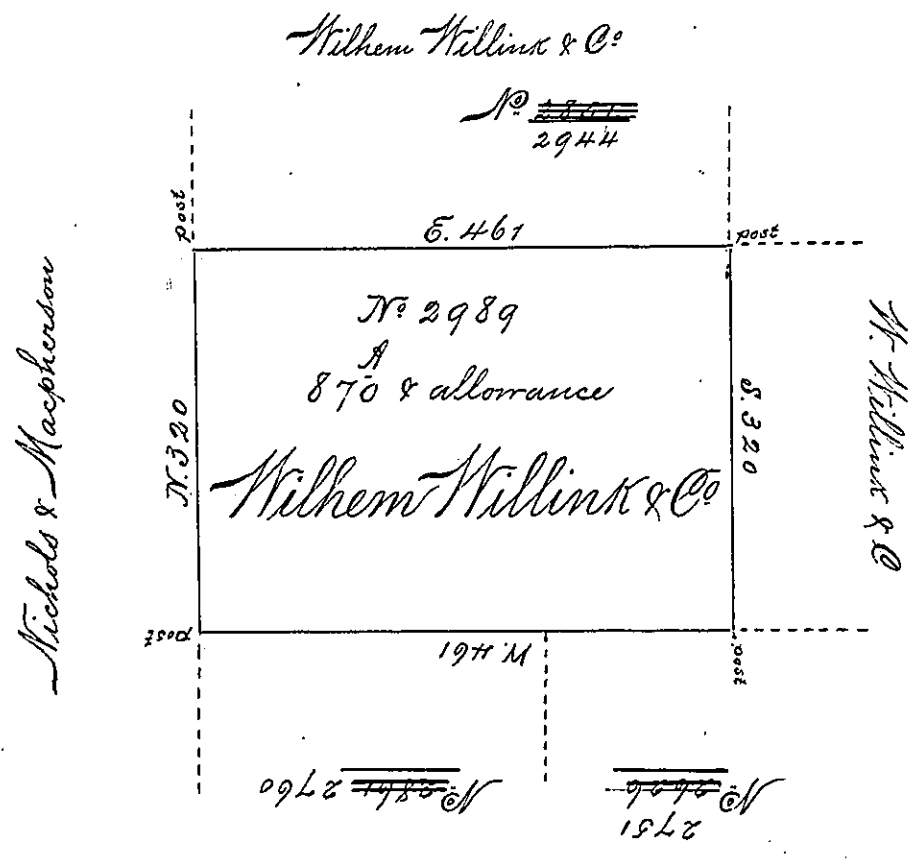 Wilhem Willink & Co
No
2944
post
E. 461
post
No 2989
A
870 & allowance
Wilhem Willink & Co
Nichols & Macpherson
N. 320
S. 320
W. Willink & C
post
W. 461
post
No 2760
No
2751